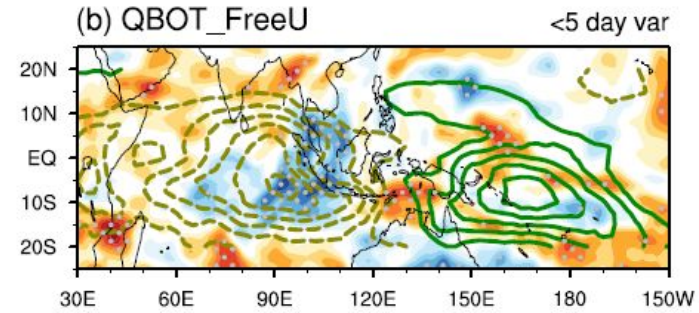 (b) QBOT_FreeU
<5 day var
20N
10N
EQ
10S
20S
30E 60E 90E 120E 150E 180 150W